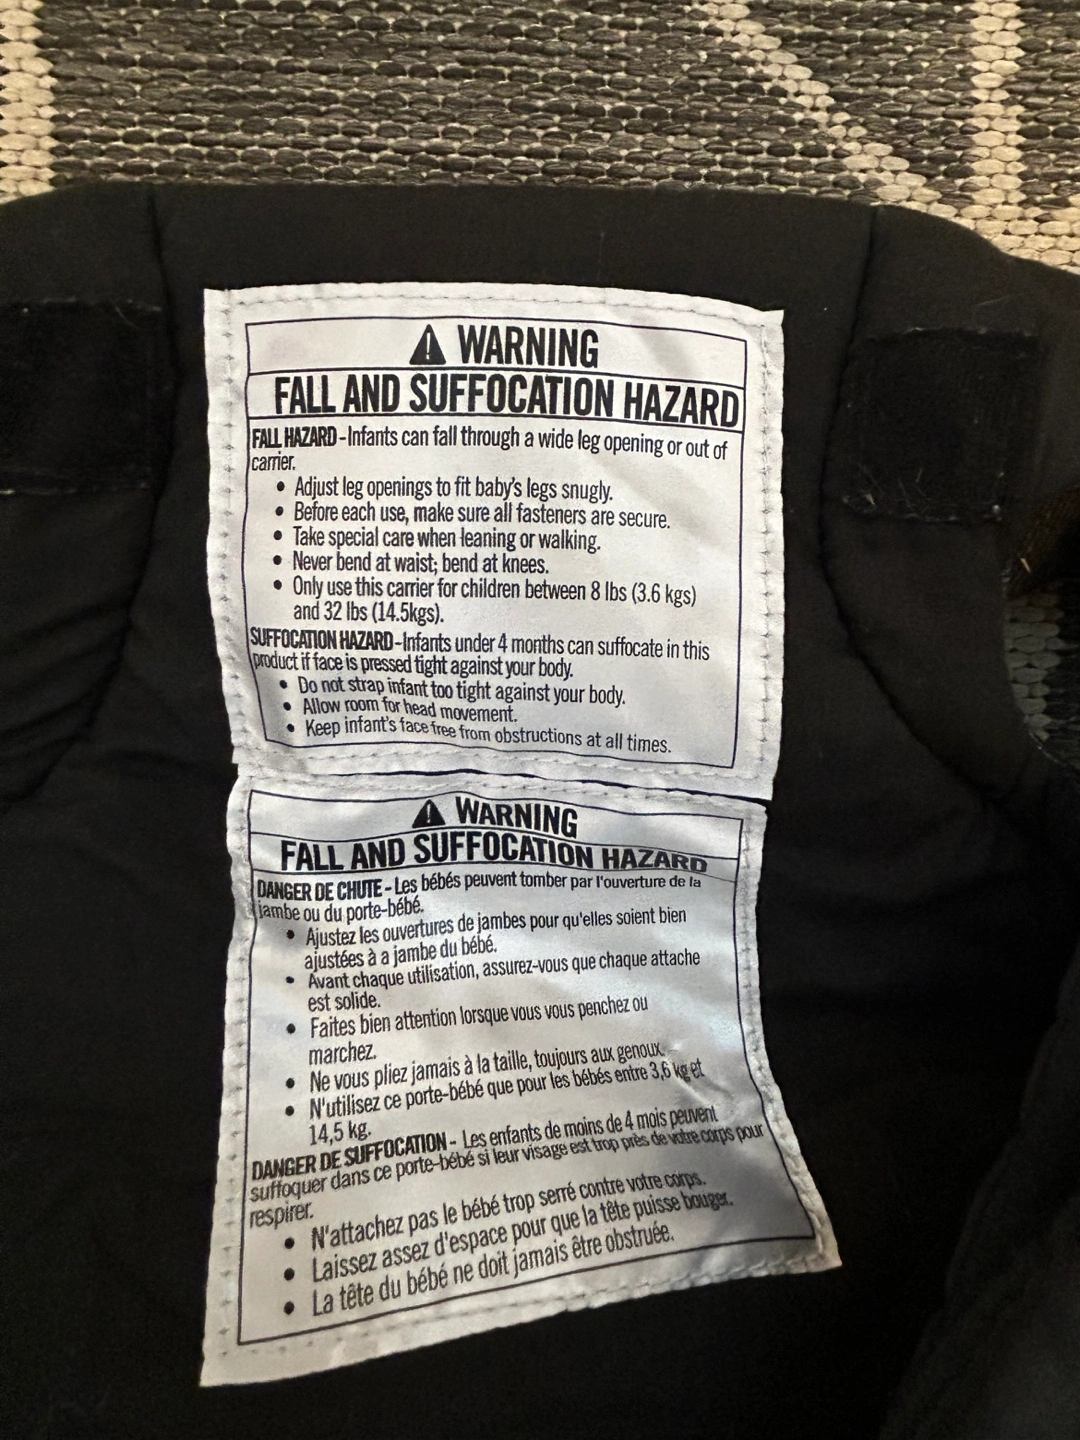 WARNING
FALL AND SUFFOCATION HAZARD
FALL HAZARD - Infants can fall through a wide leg opening or out of
carrier.
• Adjust leg openings to fit baby's legs snugly.
• Before each use, make sure all fasteners are secure.
• Take special care when leaning or walking.
• Never bend at waist; bend at knees.
• Only use this carrier for children between 8 lbs (3.6 kgs)
and 32 lbs (14.5kgs).
SUFFOCATION HAZARD - Infants under 4 months can suffocate in this
product if face is pressed tight against your body.
• Do not strap infant too tight against your body.
• Allow room for head movement.
• Keep infant's face free from obstructions at all times.
WARNING
FALL AND SUFFOCATION HAZARD
DANGER DE CHUTE - Les bébés peuvent tomber par l'ouverture de la
jambe ou du porte-bébé.
• Ajustez les ouvertures de jambes pour qu'elles soient bien
ajustées à a jambe du bébé.
• Avant chaque utilisation, assurez-vous que chaque attache
est solide.
• Faites bien attention lorsque vous vous penchez ou
marchez.
• Ne vous pliez jamais à la taille, toujours aux genoux.
• N'utilisez ce porte-bébé que pour les bébés entre 3,6 kg et
14,5 kg.
DANGER DE SUFFOCATION - Les enfants de moins de 4 mois peuvent
suffoquer dans ce porte-bébé si leur visage est trop près de votre corps pour
respirer.
• N'attachez pas le bébé trop serré contre votre corps.
• Laissez assez d'espace pour que la tête puisse bouger.
• La tête du bébé ne doit jamais être obstruée.